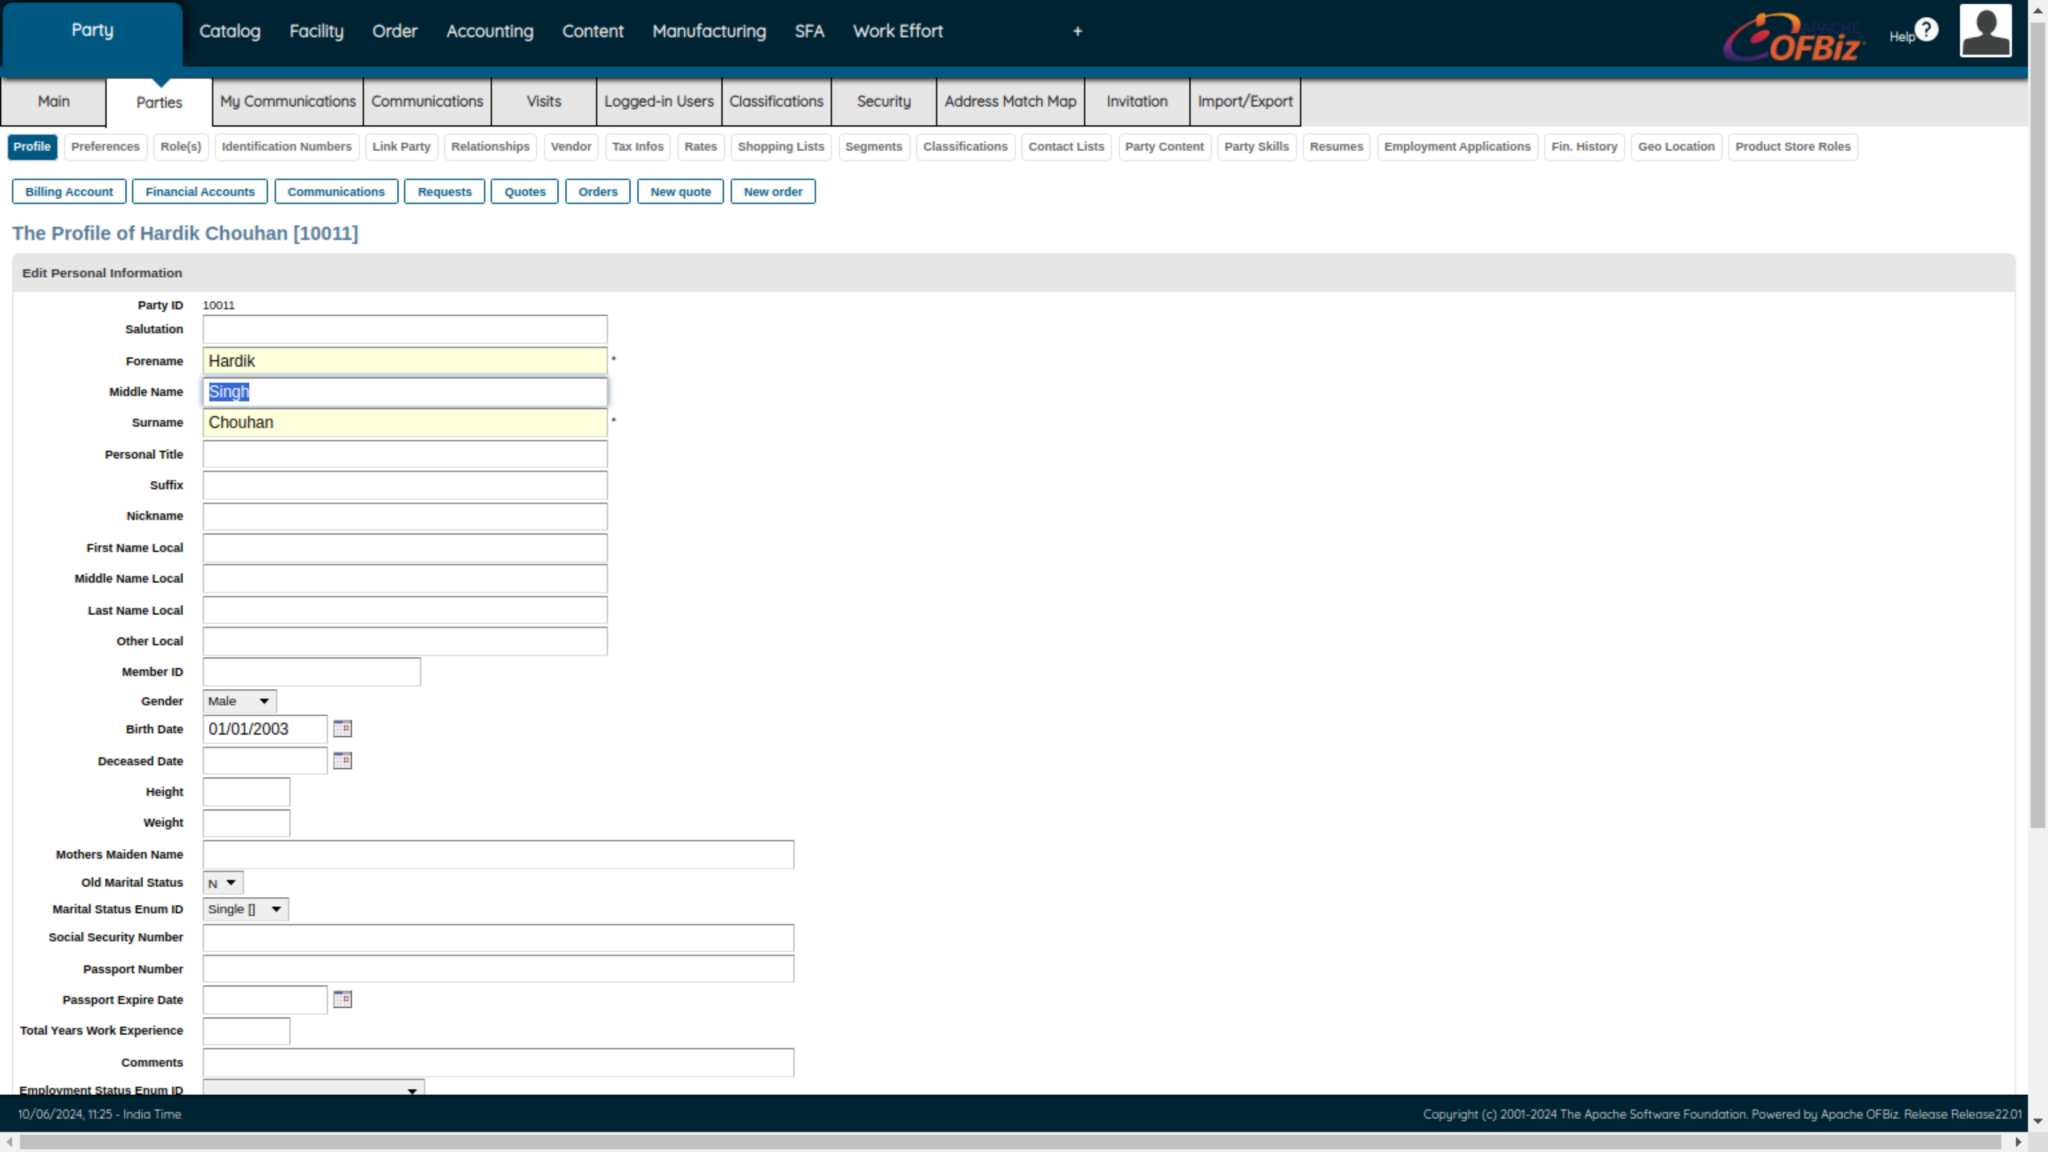 Party Catalog Facility Order Accounting Content Manufacturing SFA Work Effort + APACHE OFBiz Help ?
Main Parties My Communications Communications Visits Logged-in Users Classifications Security Address Match Map Invitation Import/Export
Profile Preferences Role(s) Identification Numbers Link Party Relationships Vendor Tax Infos Rates Shopping Lists Segments Classifications Contact Lists Party Content Party Skills Resumes Employment Applications Fin. History Geo Location Product Store Roles
Billing Account Financial Accounts Communications Requests Quotes Orders New quote New order
The Profile of Hardik Chouhan [10011]
Edit Personal Information
Party ID 10011
Salutation
Forename Hardik *
Middle Name Singh
Surname Chouhan *
Personal Title
Suffix
Nickname
First Name Local
Middle Name Local
Last Name Local
Other Local
Member ID
Gender Male
Birth Date 01/01/2003
Deceased Date
Height
Weight
Mothers Maiden Name
Old Marital Status N
Marital Status Enum ID Single []
Social Security Number
Passport Number
Passport Expire Date
Total Years Work Experience
Comments
Employment Status Enum ID
10/06/2024, 11:25 - India Time Copyright (c) 2001-2024 The Apache Software Foundation. Powered by Apache OFBiz. Release Release22.01